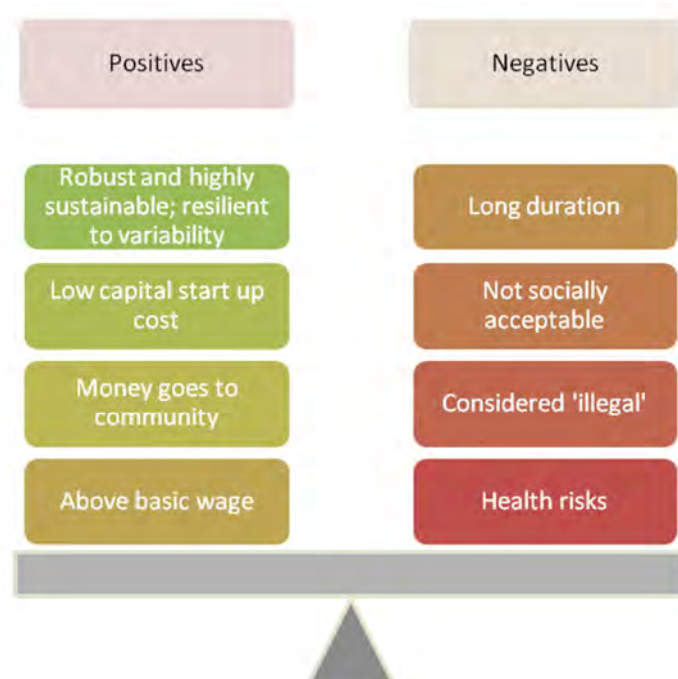 Positives
Negatives
Robust and highly
sustainable; resilient
to variability
Long duration
Low capital start up
cost
Not socially
acceptable
Money goes to
community
Considered 'illegal'
Above basic wage
Health risks